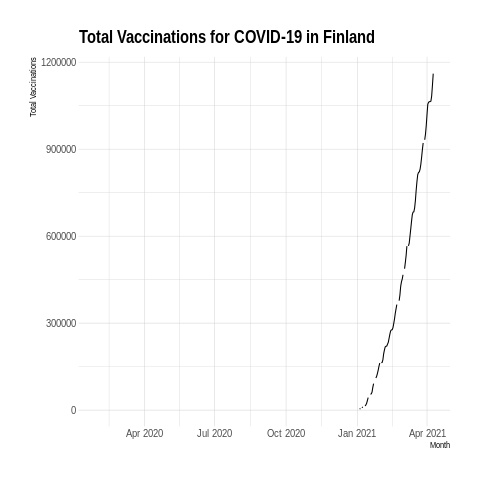 Total Vaccinations for COVID-19 in Finland
Total Vaccinations
1200000
900000
600000
300000
0
Apr 2020 Jul 2020 Oct 2020 Jan 2021 Apr 2021
Month